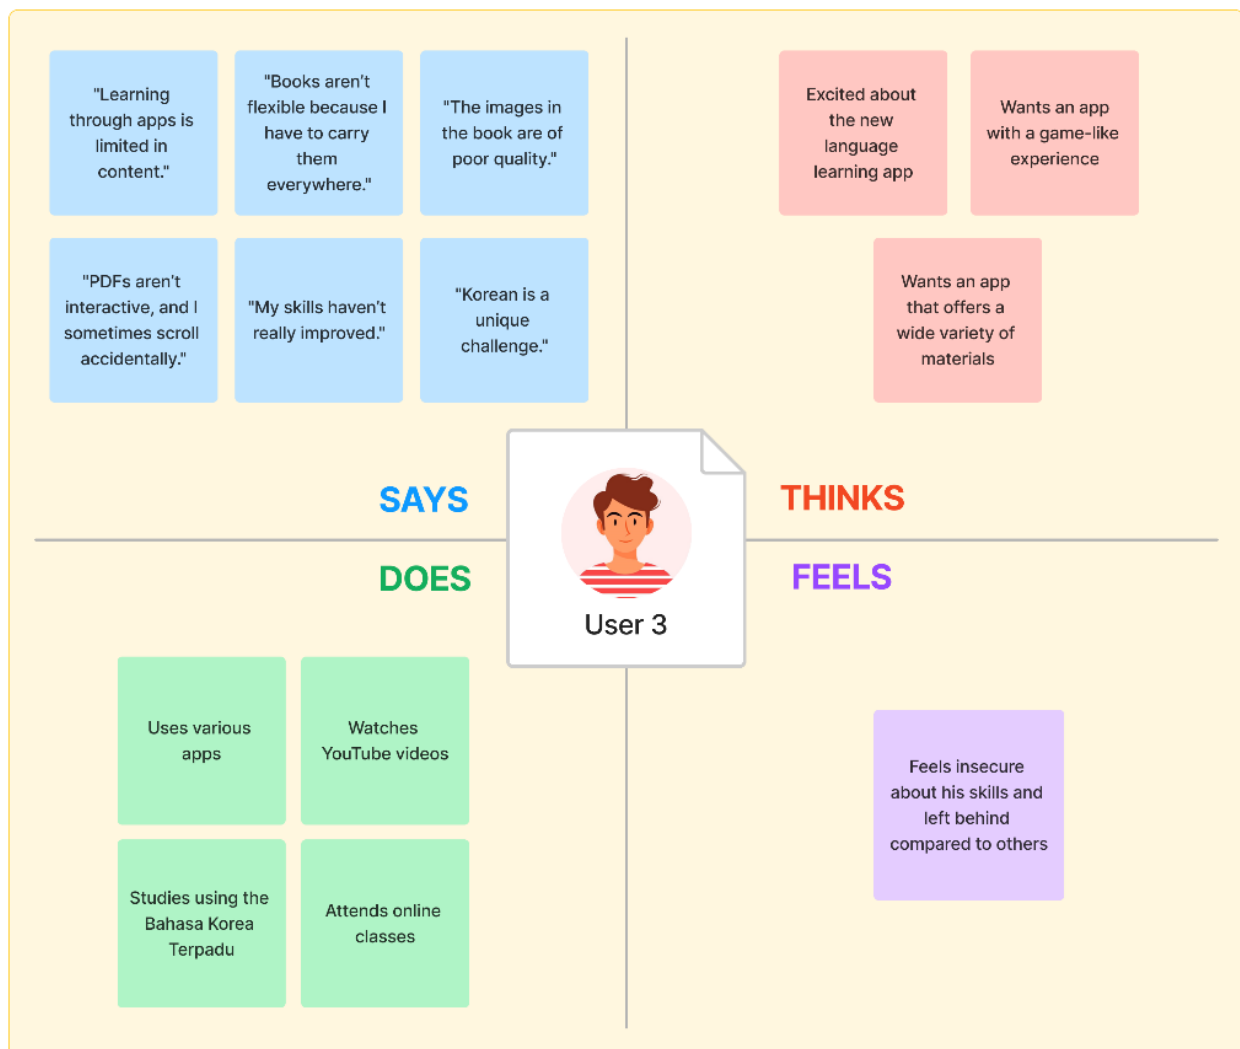 "Learning
through apps is
limited in
content."
"Books aren't
flexible because I
have to carry
them
everywhere."
"The images in
the book are of
poor quality."
"PDFs aren't
interactive, and I
sometimes scroll
accidentally."
"My skills haven't
really improved."
"Korean is a
unique
challenge."
SAYS
Excited about
the new
language
learning app
Wants an app
with a game-like
experience
Wants an app
that offers a
wide variety of
materials
THINKS
User 3
DOES
Uses various
apps
Watches
YouTube videos
Studies using the
Bahasa Korea
Terpadu
Attends online
classes
FEELS
Feels insecure
about his skills and
left behind
compared to others